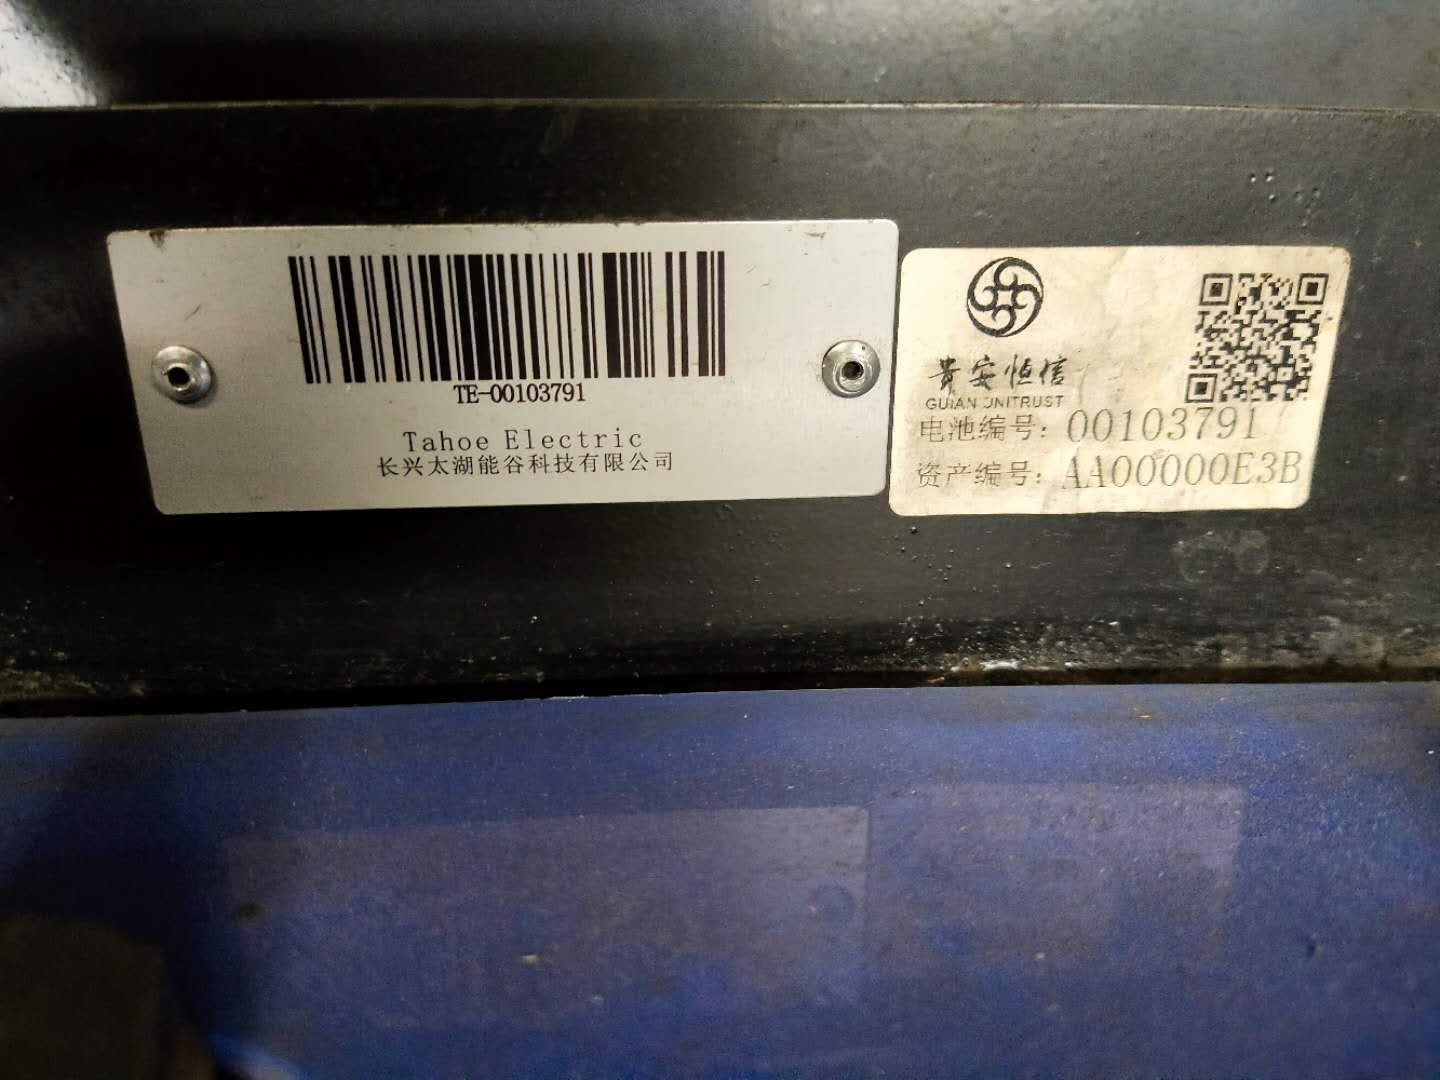 TE-00103791
Tahoe Electric
长兴太湖能谷科技有限公司
贵安恒信
GUIAN UNITRUST
电池编号：00103791
资产编号：AA00000E3B